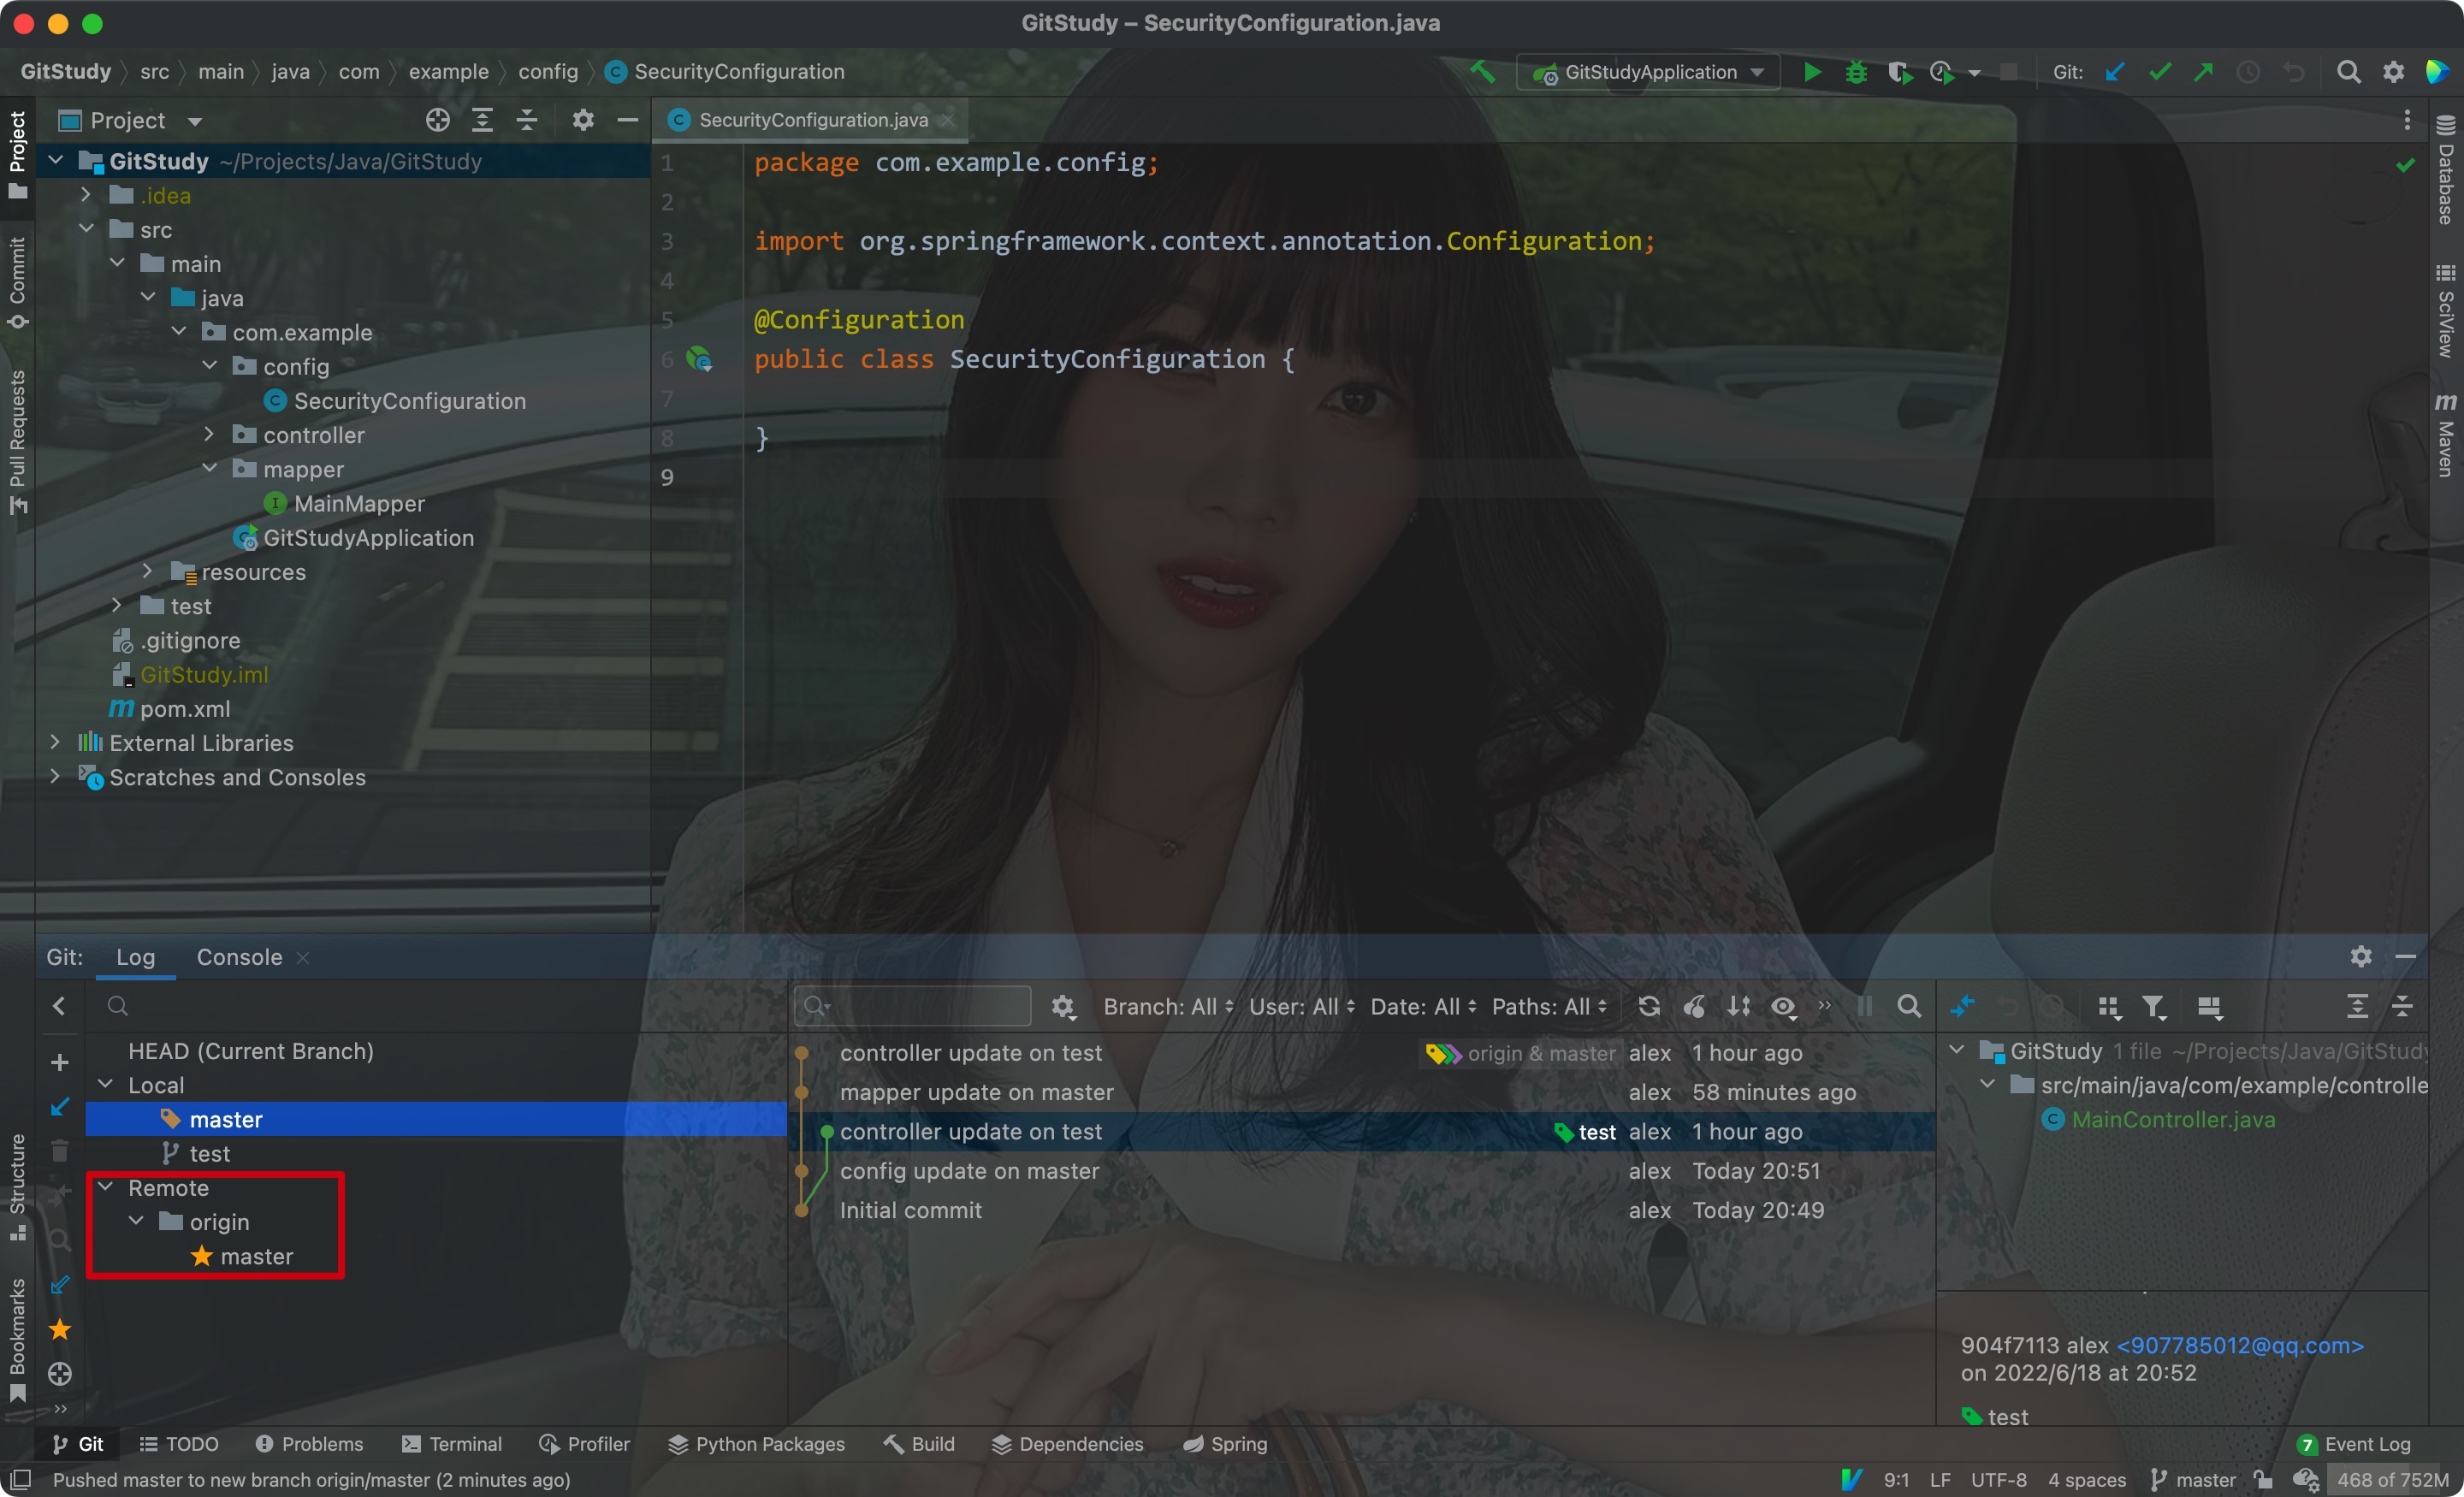 GitStudy – SecurityConfiguration.java
GitStudy src main java com example config SecurityConfiguration
GitStudyApplication
Git:
Project
SecurityConfiguration.java
Project
Commit
Pull Requests
Structure
Bookmarks
GitStudy ~/Projects/Java/GitStudy
.idea
src
main
java
com.example
config
SecurityConfiguration
controller
mapper
MainMapper
GitStudyApplication
resources
test
.gitignore
GitStudy.iml
pom.xml
External Libraries
Scratches and Consoles
1 package com.example.config;
2
3 import org.springframework.context.annotation.Configuration;
4
5 @Configuration
6 public class SecurityConfiguration {
7
8 }
9
Database
SciView
Maven
Git: Log Console
HEAD (Current Branch)
Local
master
test
Remote
origin
master
Branch: All User: All Date: All Paths: All
controller update on test origin & master alex 1 hour ago
mapper update on master alex 58 minutes ago
controller update on test test alex 1 hour ago
config update on master alex Today 20:51
Initial commit alex Today 20:49
GitStudy 1 file ~/Projects/Java/GitStudy
src/main/java/com/example/controlle
MainController.java
904f7113 alex <907785012@qq.com>
on 2022/6/18 at 20:52
test
Git TODO Problems Terminal Profiler Python Packages Build Dependencies Spring
7 Event Log
Pushed master to new branch origin/master (2 minutes ago)
9:1 LF UTF-8 4 spaces master 468 of 752M